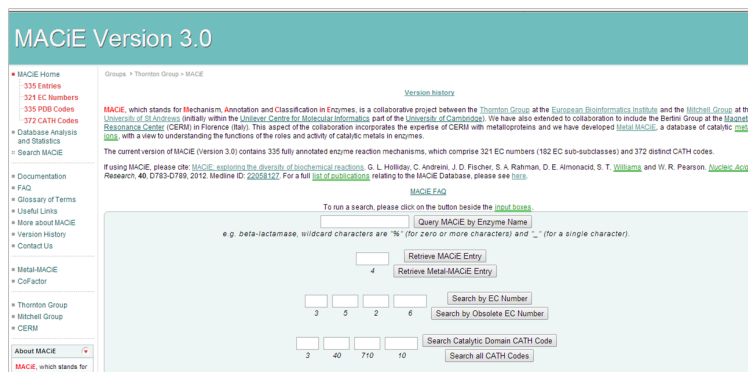 MACiE Version 3.0
MACiE Home
335 Entries
321 EC Numbers
335 PDB Codes
372 CATH Codes
Database Analysis
and Statistics
Search MACiE
Documentation
FAQ
Glossary of Terms
Useful Links
More about MACiE
Version History
Contact Us
Metal-MACiE
CoFactor
Thornton Group
Mitchell Group
CERM
About MACiE
MACiE, which stands for
Groups Thornton Group MACiE
Version history
MACiE, which stands for Mechanism, Annotation and Classification in Enzymes, is a collaborative project between the Thornton Group at the European Bioinformatics Institute and the Mitchell Group at the
University of St Andrews (initially within the Unilever Centre for Molecular Informatics part of the University of Cambridge). We have also extended to collaboration to include the Bertini Group at the Magnet
Resonance Center (CERM) in Florence (Italy). This aspect of the collaboration incorporates the expertise of CERM with metalloproteins and we have developed Metal MACiE, a database of catalytic met
ions, with a view to understanding the functions of the roles and activity of catalytic metals in enzymes.
The current version of MACiE (Version 3.0) contains 335 fully annotated enzyme reaction mechanisms, which comprise 321 EC numbers (182 EC sub-subclasses) and 372 distinct CATH codes.
If using MACiE, please cite: MACiE: exploring the diversity of biochemical reactions. G. L. Holliday, C. Andreini, J. D. Fischer, S. A. Rahman, D. E. Almonacid, S. T. Williams and W. R. Pearson. Nucleic Acid
Research, 40, D783-D789, 2012. Medline ID: 22058127. For a full list of publications relating to the MACiE Database, please see here.
MACiE FAQ
To run a search, please click on the button beside the input boxes.
Query MACiE by Enzyme Name
e.g. beta-lactamase, wildcard characters are "%" (for zero or more characters) and "_" (for a single character).
Retrieve MACiE Entry
4 Retrieve Metal-MACiE Entry
Search by EC Number
3 5 2 6 Search by Obsolete EC Number
Search Catalytic Domain CATH Code
3 40 710 10 Search all CATH Codes